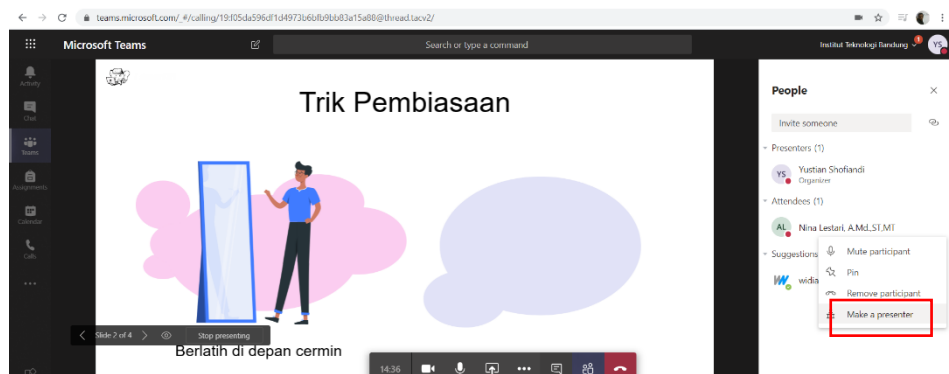 teams.microsoft.com/_#/calling/19:f05da596df1d4973b6bfb9bb83a15a88@thread.tacv2/
Microsoft Teams
Search or type a command
Institut Teknologi Bandung
YS
Activity
Chat
Teams
Assignments
Calendar
Calls
Trik Pembiasaan
Berlatih di depan cermin
Slide 2 of 4
Stop presenting
14:36
People
Invite someone
Presenters (1)
YS
Yustian Shofiandi
Organizer
Attendees (1)
AL
Nina Lestari, A.Md.,ST,MT
Suggestions
widia
Mute participant
Pin
Remove participant
Make a presenter